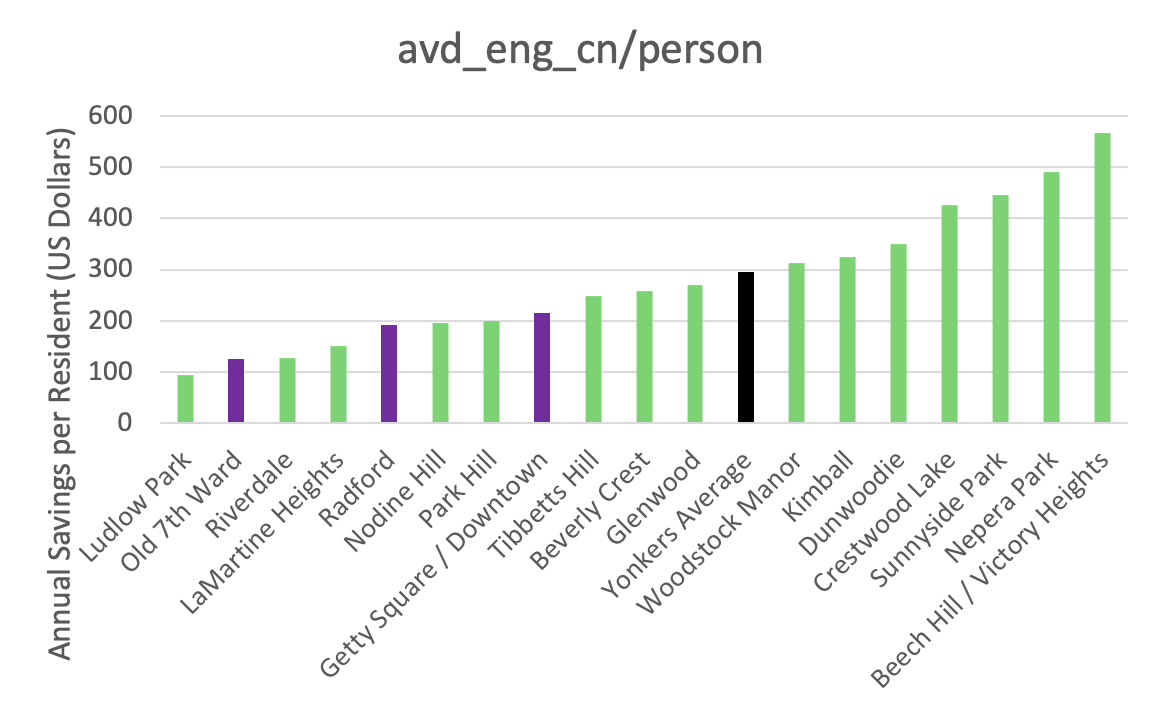 avd_eng_cn/person
Annual Savings per Resident (US Dollars)
600
500
400
300
200
100
0
Ludlow Park
Old 7th Ward
Riverdale
LaMartine Heights
Radford
Nodine Hill
Park Hill
Getty Square / Downtown
Tibbetts Hill
Beverly Crest
Glenwood
Yonkers Average
Woodstock Manor
Kimball
Dunwoodie
Crestwood Lake
Sunnyside Park
Nepera Park
Beech Hill / Victory Heights